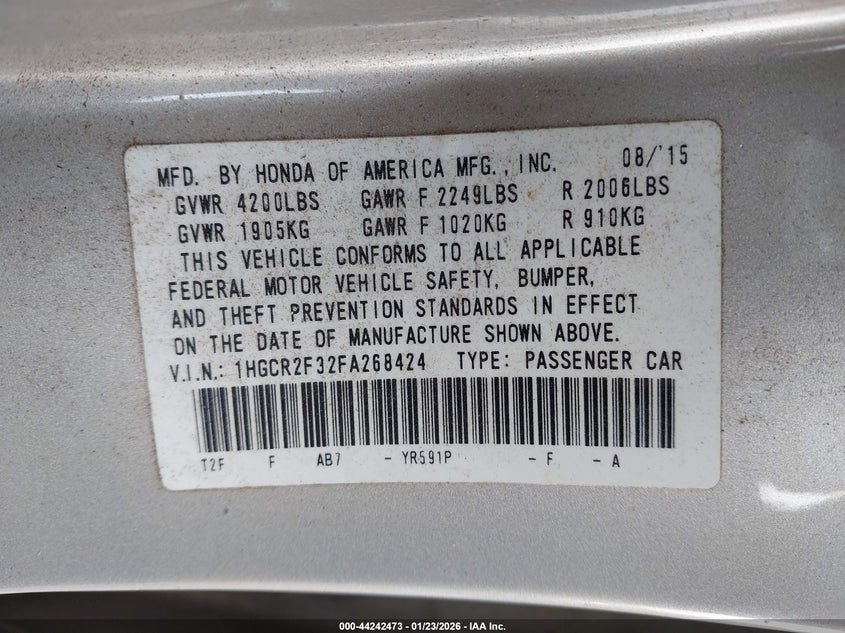 MFD. BY HONDA OF AMERICA MFG., INC. 08/'15
GVWR 4200LBS GAWR F 2249LBS R 2006LBS
GVWR 1905KG GAWR F 1020KG R 910KG
THIS VEHICLE CONFORMS TO ALL APPLICABLE
FEDERAL MOTOR VEHICLE SAFETY, BUMPER,
AND THEFT PREVENTION STANDARDS IN EFFECT
ON THE DATE OF MANUFACTURE SHOWN ABOVE.
V.I.N.: 1HGCR2F32FA268424 TYPE: PASSENGER CAR
T2F F AB7 - YR591P - F - A
000-44242473 — 01/23/2026 — IAA Inc.